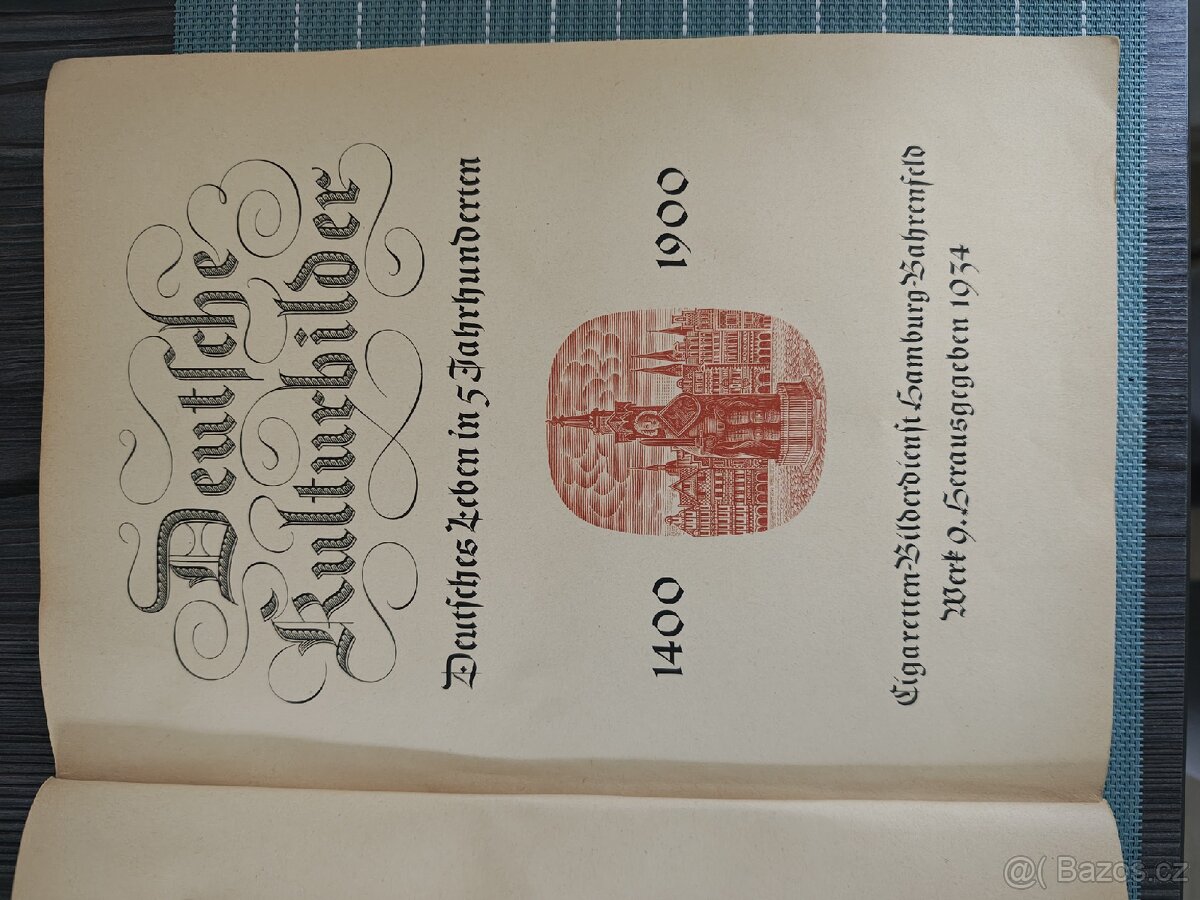 Deutsche
Kulturbilder
Deutsches Leben in 5 Jahrhunderten
1400 1900
Cigaretten-Bilderdienst Hamburg-Bahrenfeld
Werk 9. Herausgegeben 1934
@( Bazos.cz